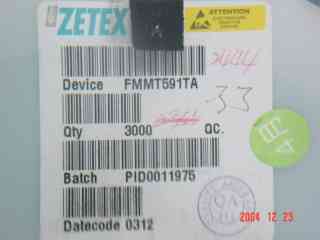 ZETEX
ATTENTION
Device FMMT591TA
33
Qty 3000 QC.
Batch PID0011975
Datecode 0312
2004 12 23